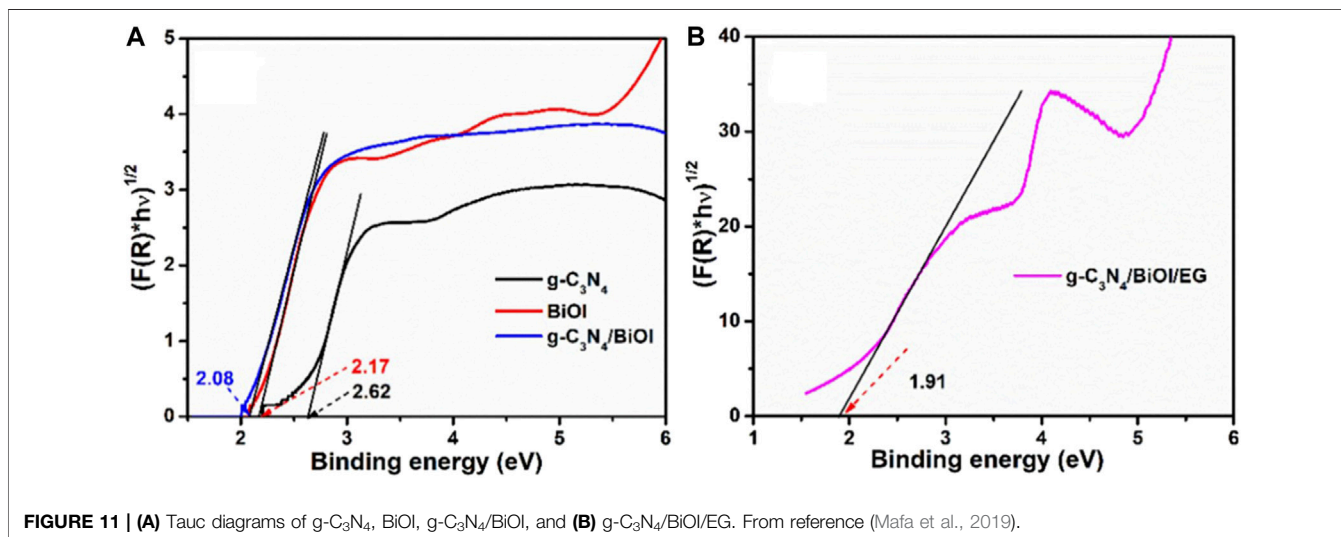 A
5
4
3
2
1
0
2
3
4
5
6
(F(R)*hν)1/2
Binding energy (eV)
g-C3N4
BiOI
g-C3N4/BiOI
2.08
2.17
2.62
B
40
30
20
10
0
1
2
3
4
5
6
(F(R)*hν)1/2
Binding energy (eV)
g-C3N4/BiOI/EG
1.91
FIGURE 11 | (A) Tauc diagrams of g-C3N4, BiOI, g-C3N4/BiOI, and (B) g-C3N4/BiOI/EG. From reference (Mafa et al., 2019).